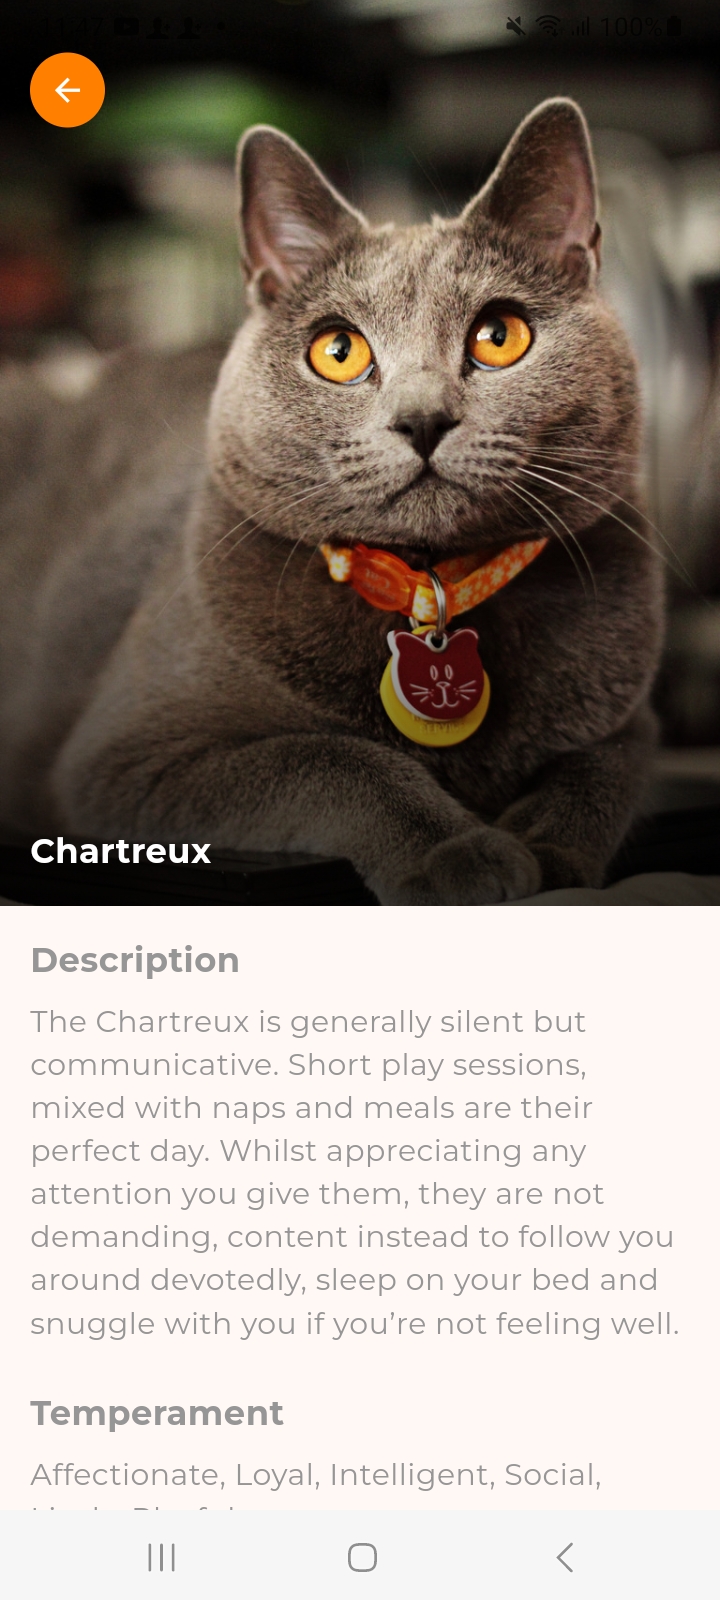 11:47
100%
Chartreux
Description
The Chartreux is generally silent but
communicative. Short play sessions,
mixed with naps and meals are their
perfect day. Whilst appreciating any
attention you give them, they are not
demanding, content instead to follow you
around devotedly, sleep on your bed and
snuggle with you if you’re not feeling well.
Temperament
Affectionate, Loyal, Intelligent, Social,